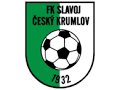 FK SLAVOJ
ČESKÝ KRUMLOV
1932